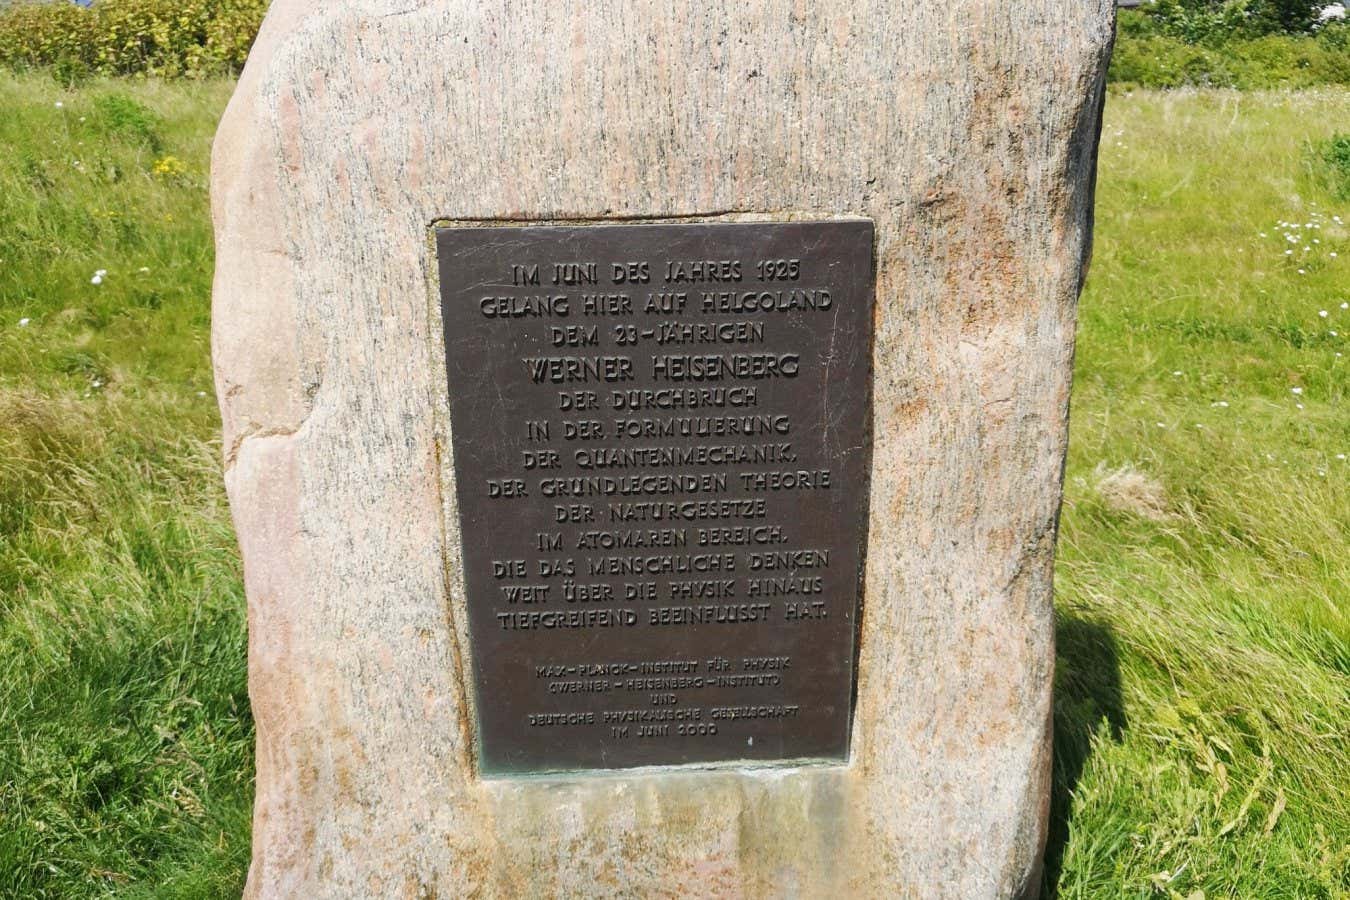 IM JUNI DES JAHRES 1925
GELANG HIER AUF HELGOLAND
DEM 23-JÄHRIGEN
WERNER HEISENBERG
DER DURCHBRUCH
IN DER FORMULIERUNG
DER QUANTENMECHANIK,
DER GRUNDLEGENDEN THEORIE
DER NATURGESETZE
IM ATOMAREN BEREICH,
DIE DAS MENSCHLICHE DENKEN
WEIT ÜBER DIE PHYSIK HINAUS
TIEFGREIFEND BEEINFLUSST HAT.
MAX-PLANCK-INSTITUT FÜR PHYSIK
(WERNER-HEISENBERG-INSTITUT)
UND
DEUTSCHE PHYSIKALISCHE GESELLSCHAFT
IM JUNI 2000